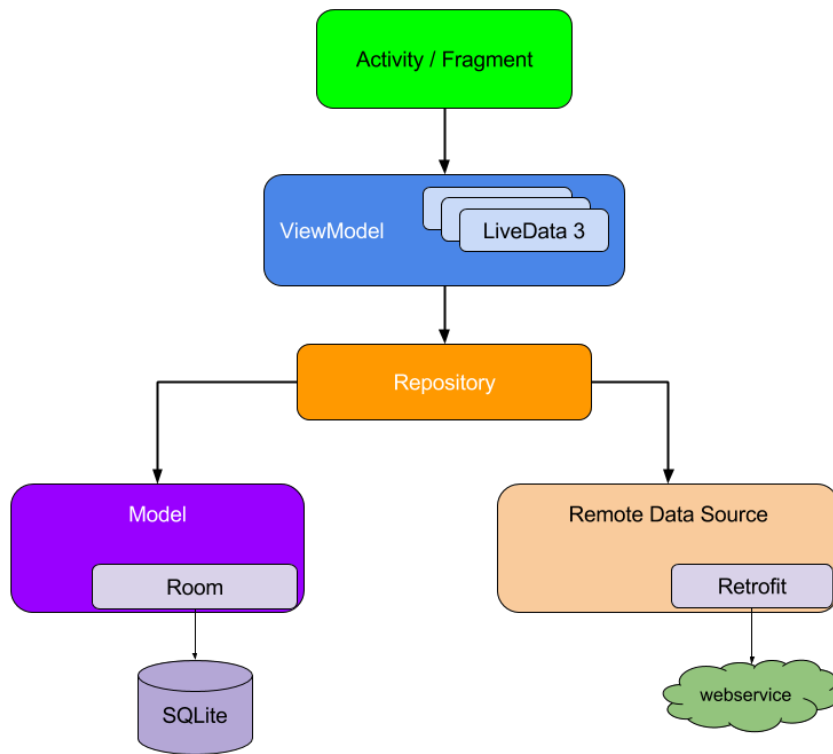 Activity / Fragment
ViewModel
LiveData 3
Repository
Model
Remote Data Source
Room
Retrofit
SQLite
webservice